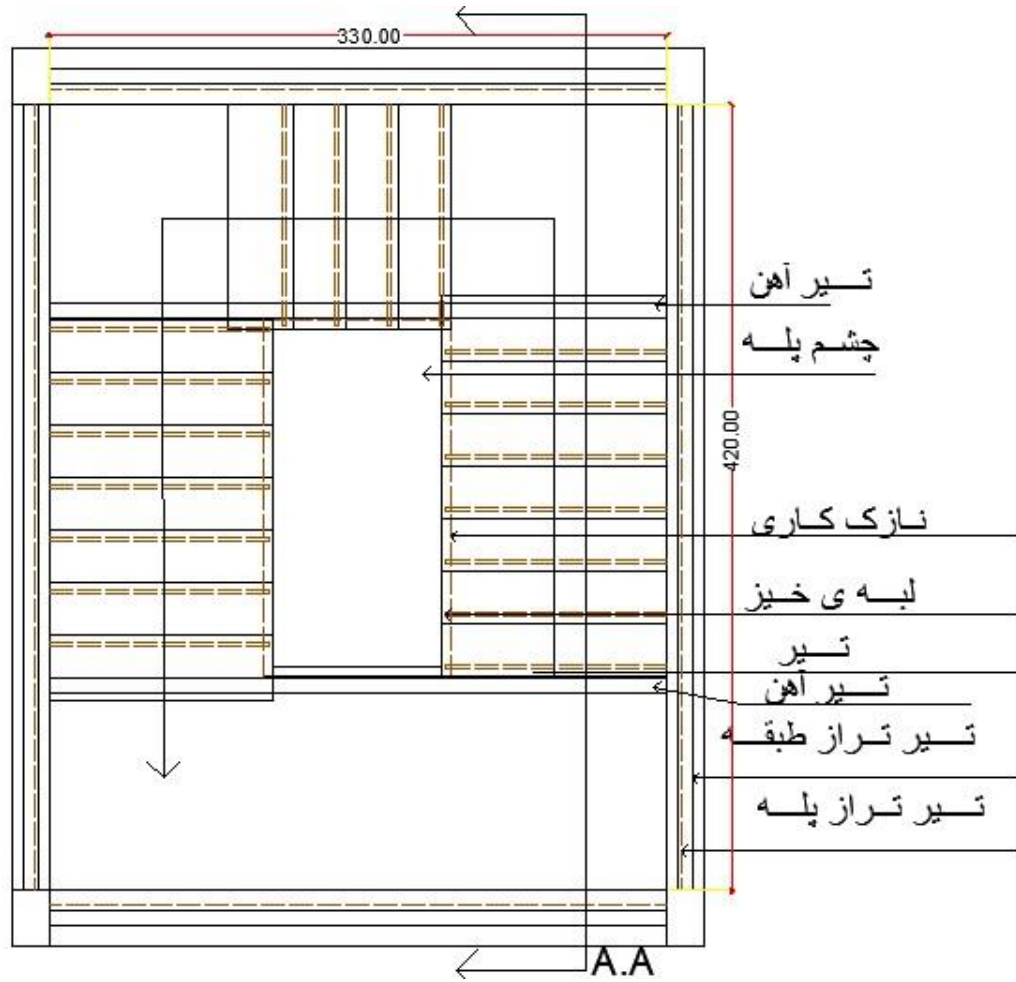 330.00
تیر آهن
چشم پله
420.00
نازک کاری
لبه ی خیز
تیر
تیر آهن
تیر تراز طبقه
تیر تراز پله
A.A